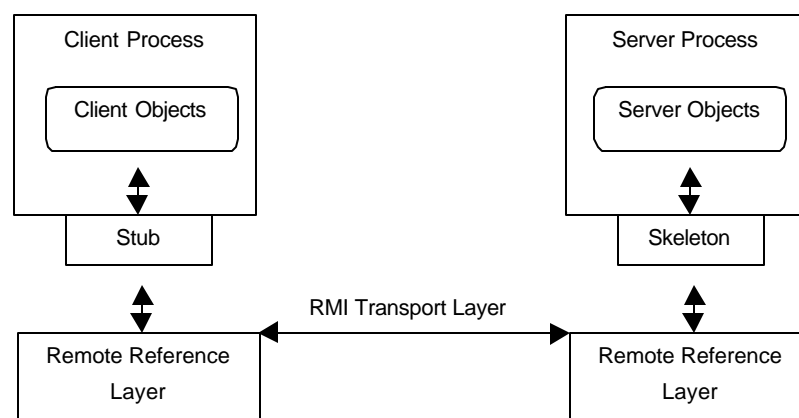 Client Process
Server Process
Client Objects
Server Objects
Stub
Skeleton
RMI Transport Layer
Remote Reference
Layer
Remote Reference
Layer